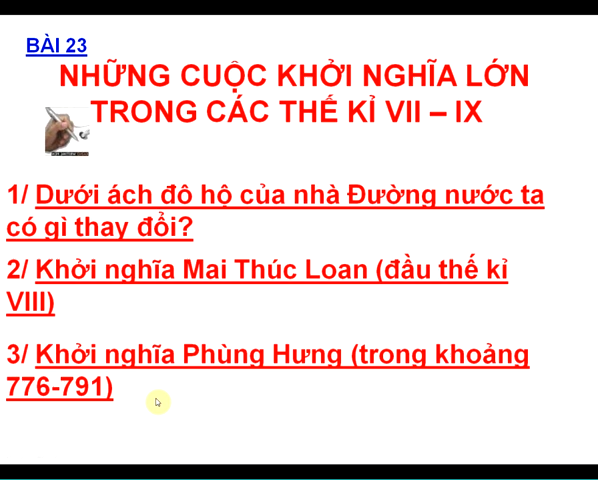 BÀI 23
NHỮNG CUỘC KHỞI NGHĨA LỚN
TRONG CÁC THẾ KỈ VII – IX
1/ Dưới ách đô hộ của nhà Đường nước ta
có gì thay đổi?
2/ Khởi nghĩa Mai Thúc Loan (đầu thế kỉ
VIII)
3/ Khởi nghĩa Phùng Hưng (trong khoảng
776-791)